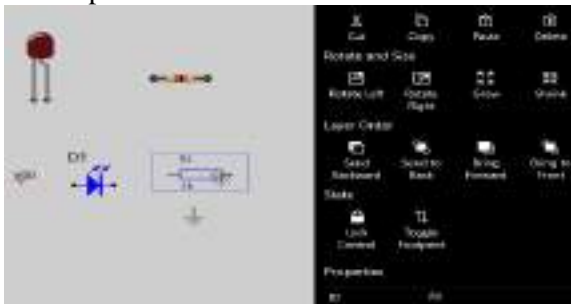 Cut Copy Paste Delete
Rotate and Size
Rotate Left Rotate Right Grow Shrink
Layer Order
Send Backward Send to Back Bring Forward Bring to Front
State
Lock Control Toggle Footprint
Properties